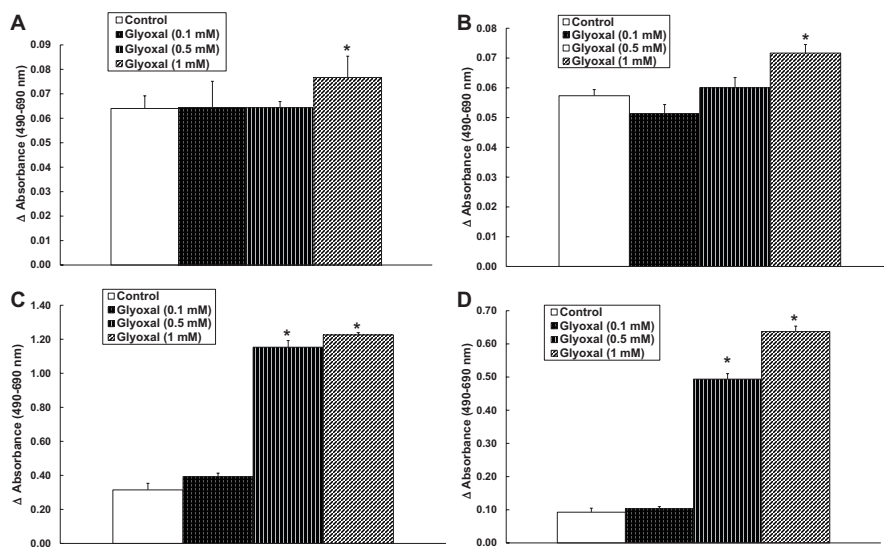 A
Control
Glyoxal (0.1 mM)
Glyoxal (0.5 mM)
Glyoxal (1 mM)
Δ Absorbance (490-690 nm)
0.09
0.08
0.07
0.06
0.05
0.04
0.03
0.02
0.01
0.00
*
B
Control
Glyoxal (0.1 mM)
Glyoxal (0.5 mM)
Glyoxal (1 mM)
Δ Absorbance (490-690 nm)
0.08
0.07
0.06
0.05
0.04
0.03
0.02
0.01
0.00
*
C
Control
Glyoxal (0.1 mM)
Glyoxal (0.5 mM)
Glyoxal (1 mM)
Δ Absorbance (490-690 nm)
1.40
1.20
1.00
0.80
0.60
0.40
0.20
0.00
*
*
D
Control
Glyoxal (0.1 mM)
Glyoxal (0.5 mM)
Glyoxal (1 mM)
Δ Absorbance (490-690 nm)
0.70
0.60
0.50
0.40
0.30
0.20
0.10
0.00
*
*